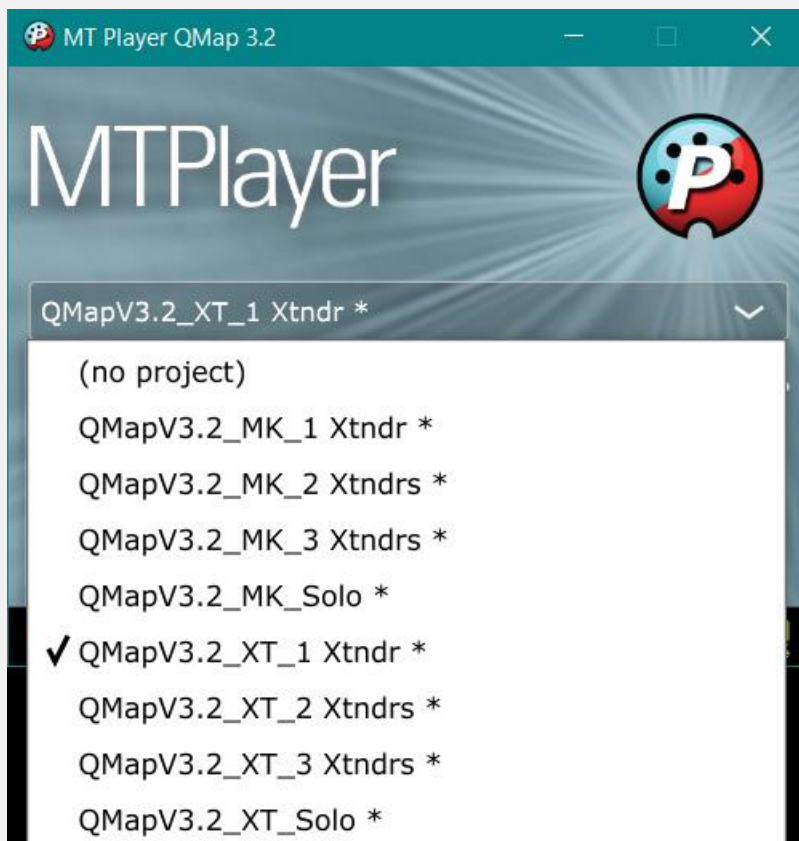 MT Player QMap 3.2
MTPlayer
P
QMapV3.2_XT_1 Xtndr *
(no project)
QMapV3.2_MK_1 Xtndr *
QMapV3.2_MK_2 Xtndrs *
QMapV3.2_MK_3 Xtndrs *
QMapV3.2_MK_Solo *
QMapV3.2_XT_1 Xtndr *
QMapV3.2_XT_2 Xtndrs *
QMapV3.2_XT_3 Xtndrs *
QMapV3.2_XT_Solo *